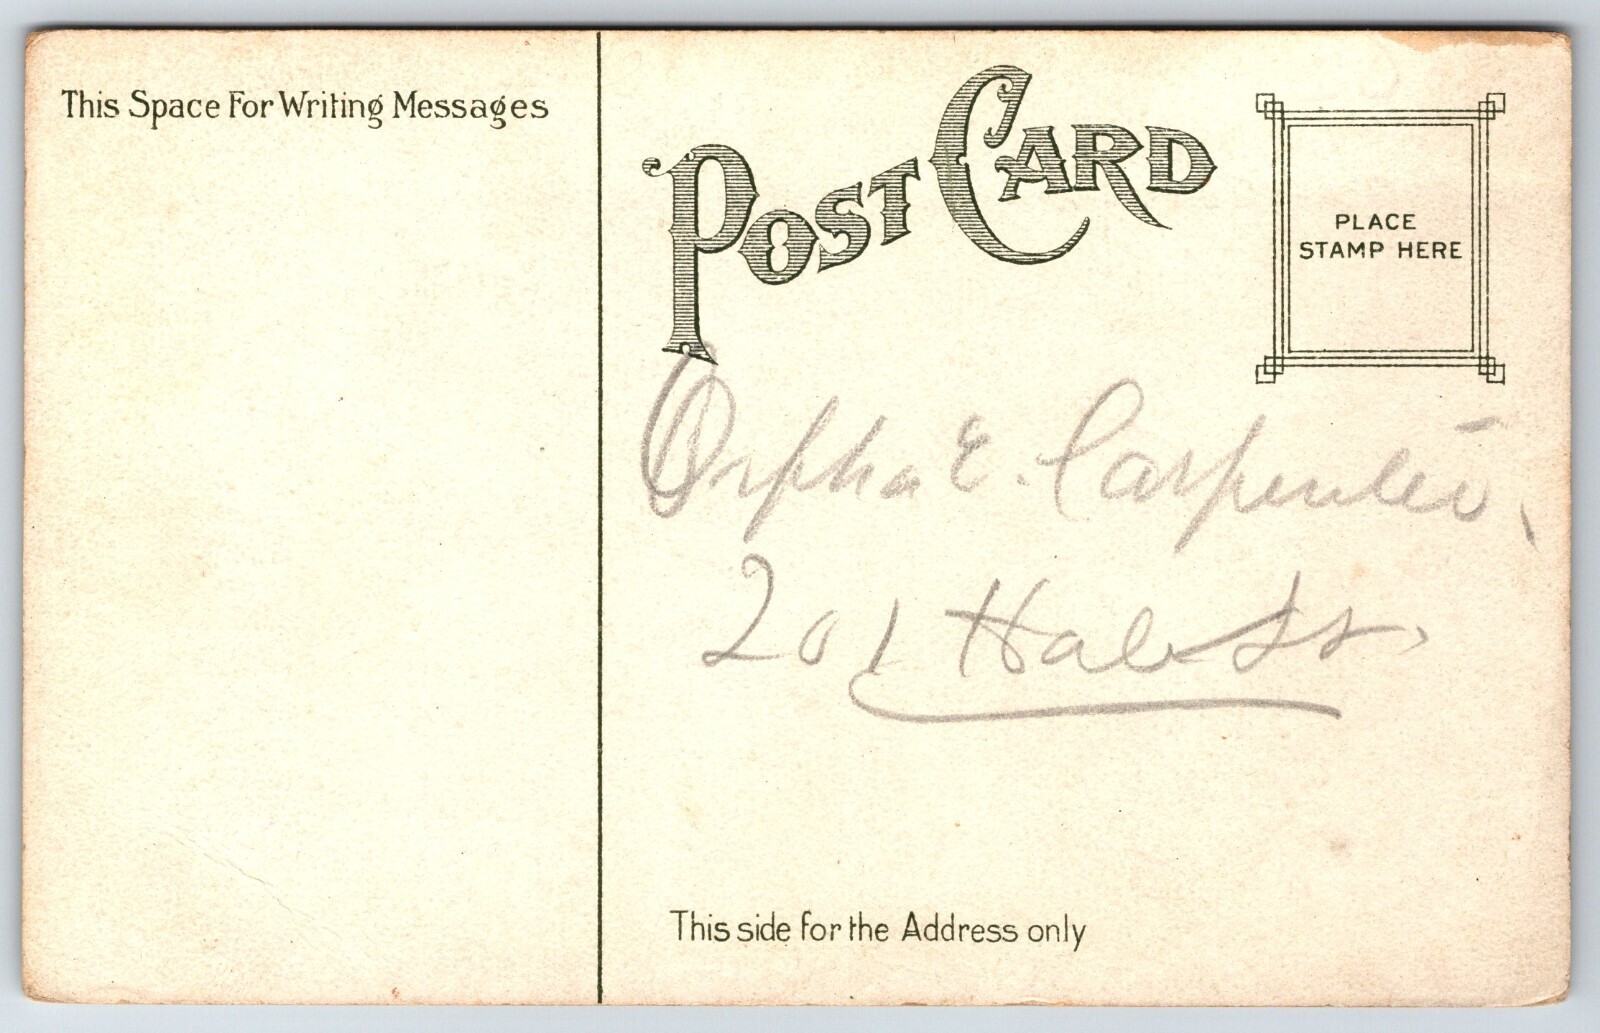 This Space For Writing Messages
POST CARD
PLACE
STAMP HERE
Orpha E. Carpenter,
201 Hale St.
This side for the Address only